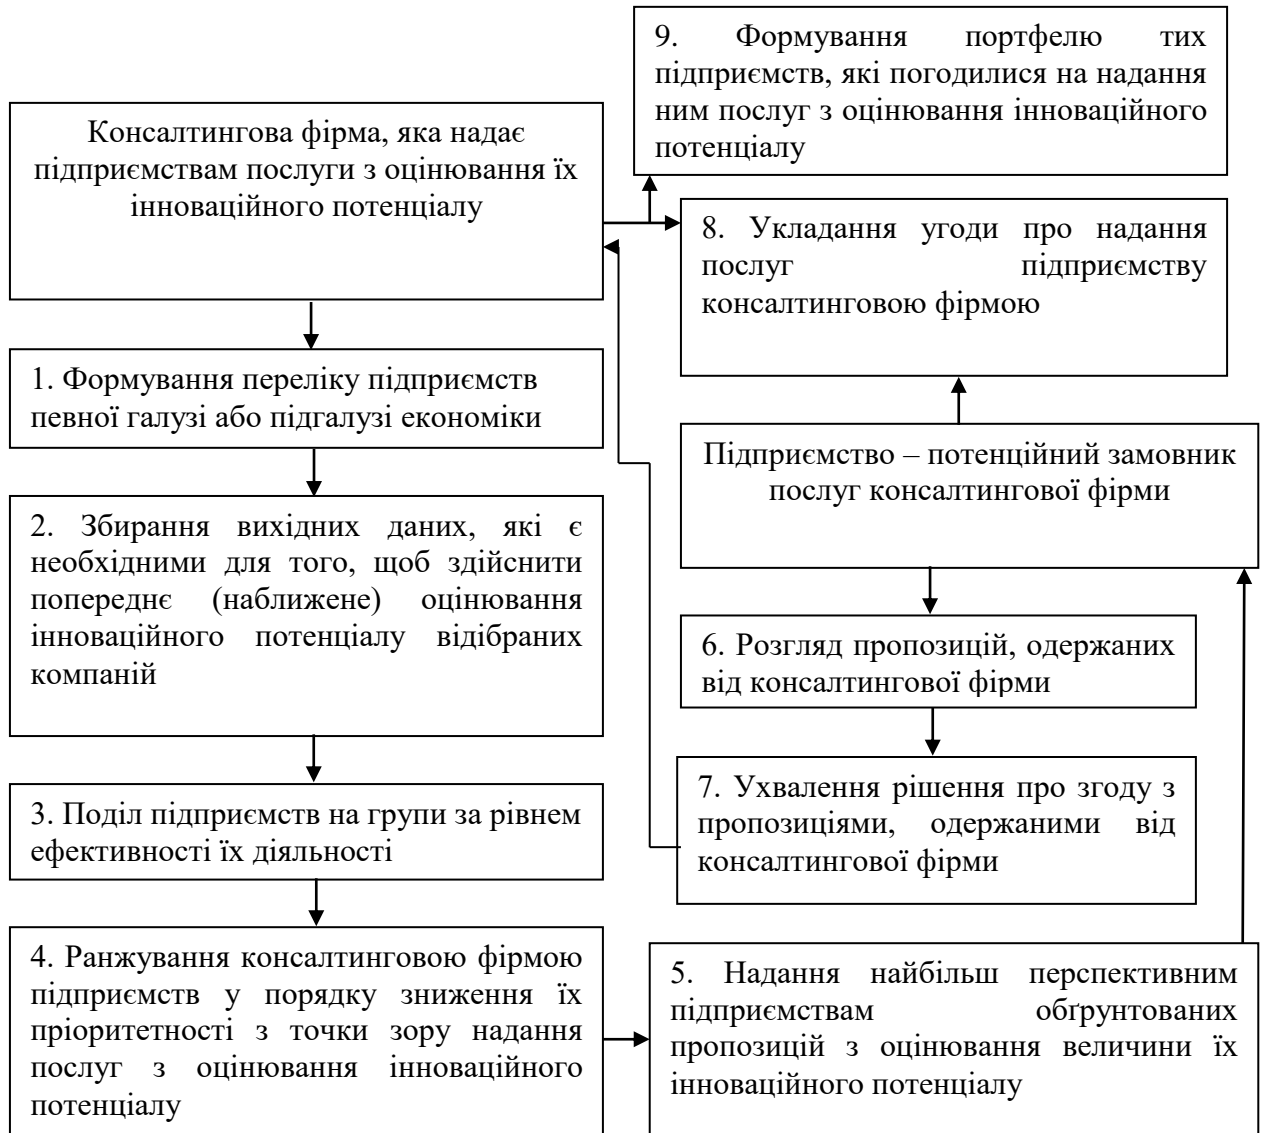 Консалтингова фірма, яка надає
підприємствам послуги з оцінювання їх
інноваційного потенціалу
1. Формування переліку підприємств
певної галузі або підгалузі економіки
2. Збирання вихідних даних, які є
необхідними для того, щоб здійснити
попереднє (наближене) оцінювання
інноваційного потенціалу відібраних
компаній
3. Поділ підприємств на групи за рівнем
ефективності їх діяльності
4. Ранжування консалтинговою фірмою
підприємств у порядку зниження їх
пріоритетності з точки зору надання
послуг з оцінювання інноваційного
потенціалу
5. Надання найбільш перспективним
підприємствам обґрунтованих
пропозицій з оцінювання величини їх
інноваційного потенціалу
Підприємство – потенційний замовник
послуг консалтингової фірми
6. Розгляд пропозицій, одержаних
від консалтингової фірми
7. Ухвалення рішення про згоду з
пропозиціями, одержаними від
консалтингової фірми
8. Укладання угоди про надання
послуг підприємству
консалтинговою фірмою
9. Формування портфелю тих
підприємств, які погодилися на надання
ним послуг з оцінювання інноваційного
потенціалу